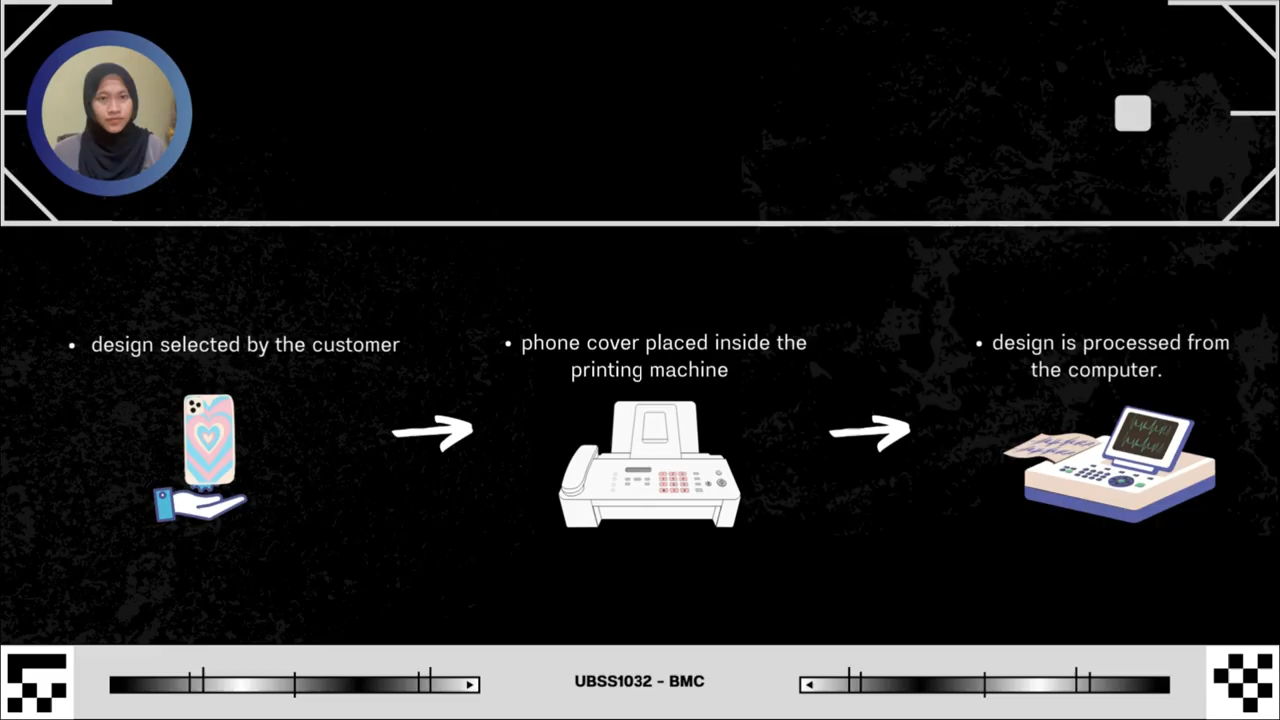 • design selected by the customer
• phone cover placed inside the
printing machine
• design is processed from
the computer.
UBSS1032 - BMC